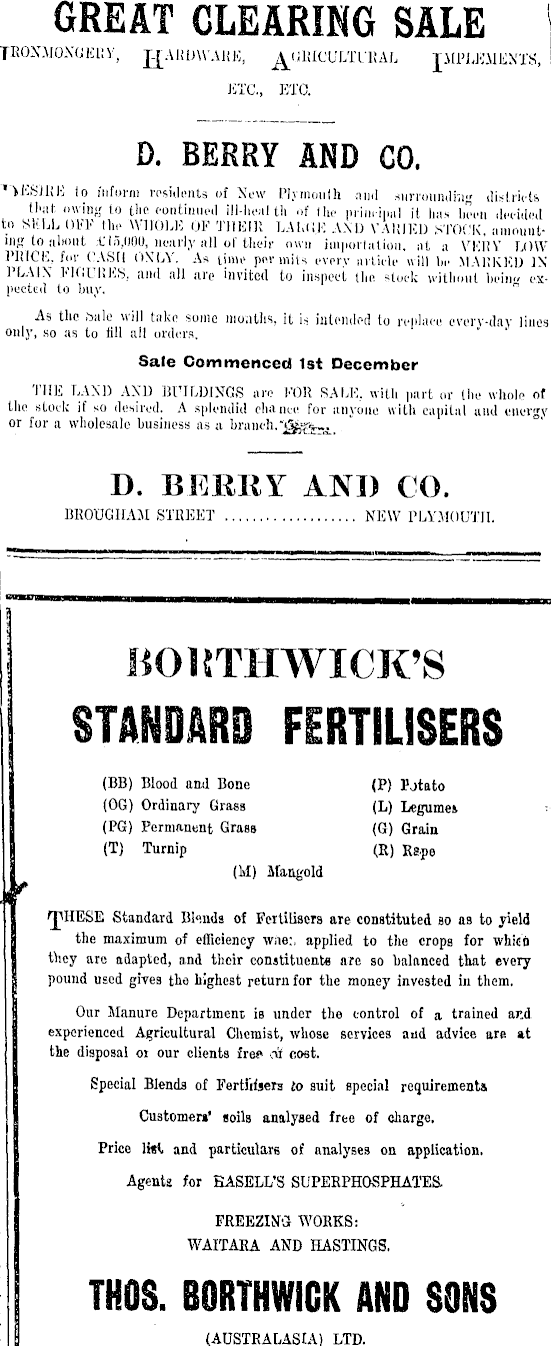 GREAT CLEARING SALE
IRONMONGERY, HARDWARE, AGRICULTURAL IMPLEMENTS,
ETC., ETC.
D. BERRY AND CO.
DESIRE to inform residents of New Plymouth and surrounding districts
that owing to the continued ill-health of the principal it has been decided
to SELL OFF the WHOLE OF THEIR LARGE AND VARIED STOCK, amount-
ing to about £15,000, nearly all of their own importation, at a VERY LOW
PRICE, for CASH ONLY. As time permits every article will be MARKED IN
PLAIN FIGURES, and all are invited to inspect the stock without being ex-
pected to buy.
As the Sale will take some months, it is intended to replace every-day lines
only, so as to fill all orders.
Sale Commenced 1st December
THE LAND AND BUILDINGS are FOR SALE, with part or the whole of
the stock if so desired. A splendid chance for anyone with capital and energy
or for a wholesale business as a branch.
D. BERRY AND CO.
BROUGHAM STREET ................... NEW PLYMOUTH.
BORTHWICK'S
STANDARD FERTILISERS
(BB) Blood and Bone (P) Potato
(OG) Ordinary Grass (L) Legumes
(PG) Permanent Grass (G) Grain
(T) Turnip (R) Rape
(M) Mangold
THESE Standard Blends of Fertilisers are constituted so as to yield
the maximum of efficiency when applied to the crops for which
they are adapted, and their constituents are so balanced that every
pound used gives the highest return for the money invested in them.
Our Manure Department is under the control of a trained and
experienced Agricultural Chemist, whose services and advice are at
the disposal of our clients free of cost.
Special Blends of Fertilisers to suit special requirements
Customers' soils analysed free of charge.
Price list and particulars of analyses on application.
Agents for HASELL'S SUPERPHOSPHATES.
FREEZING WORKS:
WAITARA AND HASTINGS.
THOS. BORTHWICK AND SONS
(AUSTRALASIA) LTD.